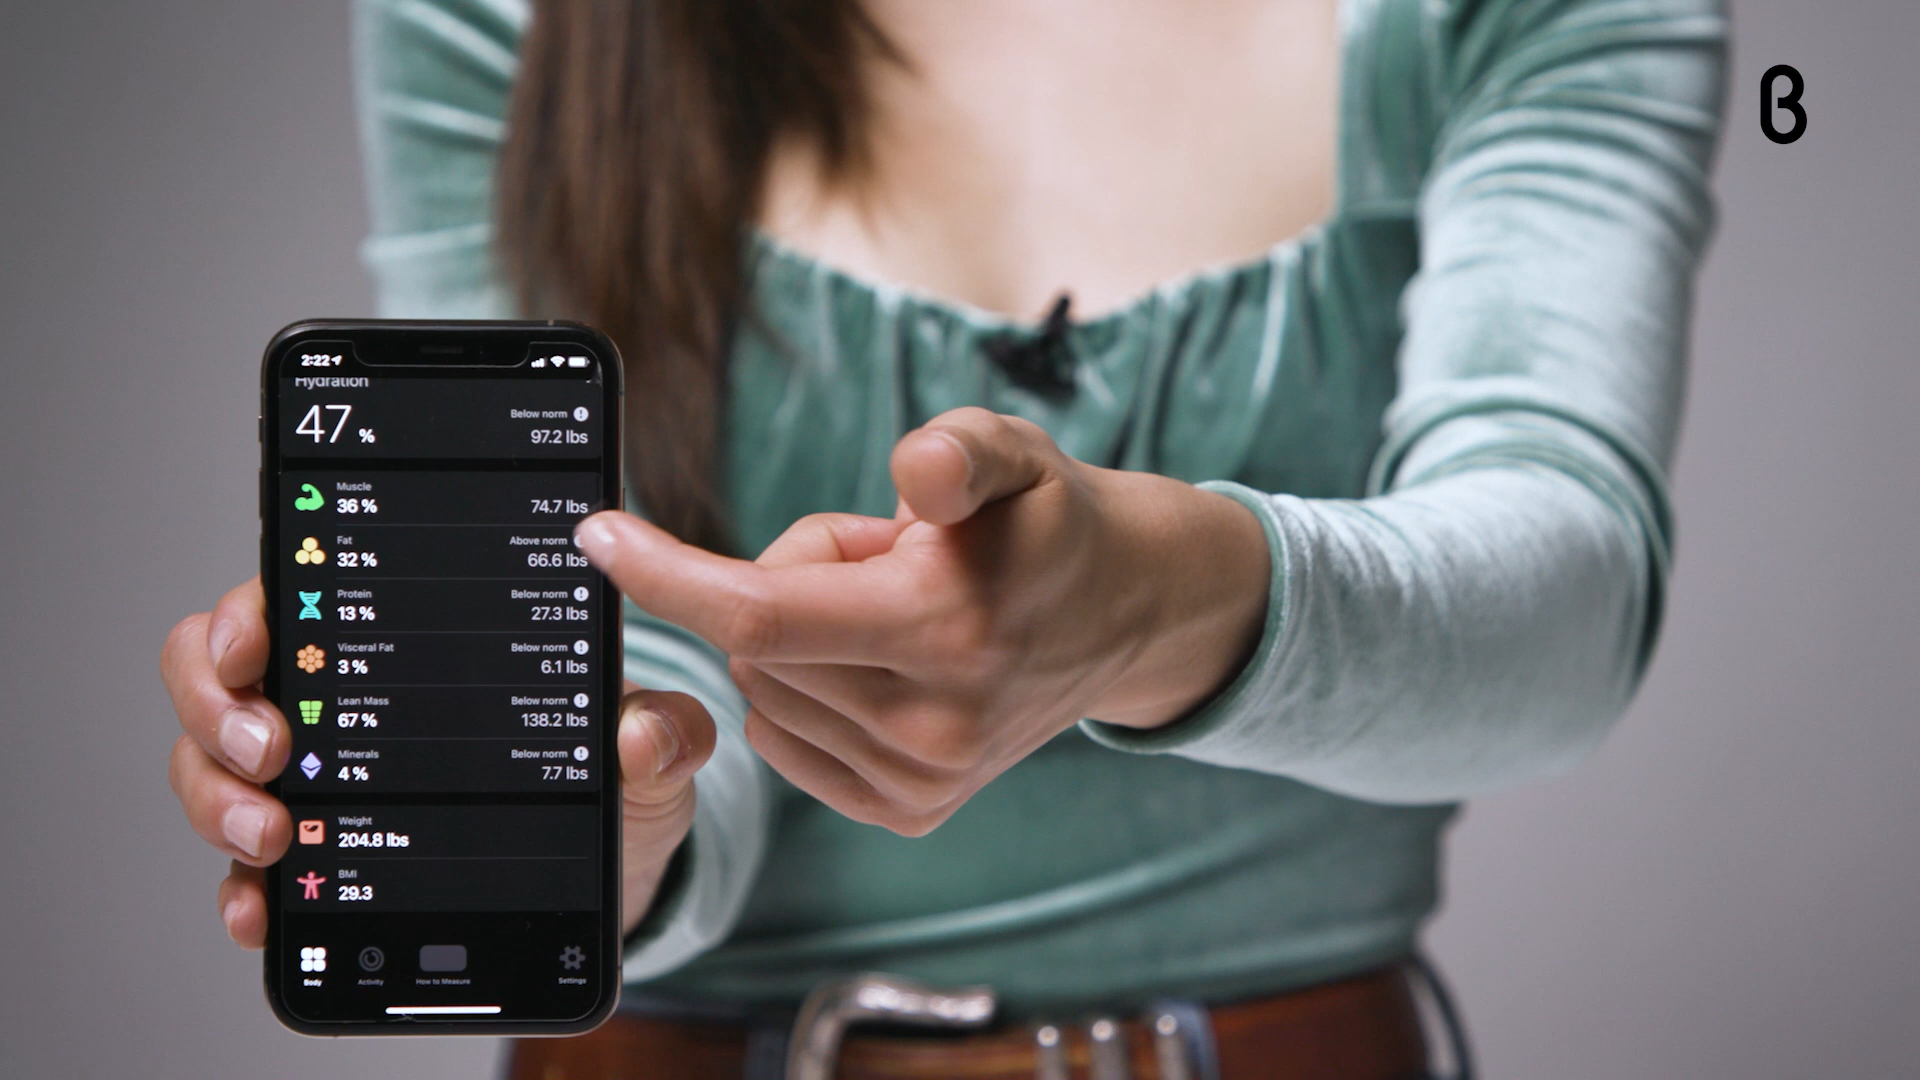 β
2:22
Hydration
47 %
Below norm
97.2 lbs
Muscle
36 %
74.7 lbs
Fat
32 %
Above norm
66.6 lbs
Protein
13 %
Below norm
27.3 lbs
Visceral Fat
3 %
Below norm
6.1 lbs
Lean Mass
67 %
Below norm
138.2 lbs
Minerals
4 %
Below norm
7.7 lbs
Weight
204.8 lbs
BMI
29.3
Body
Activity
How to Measure
Settings